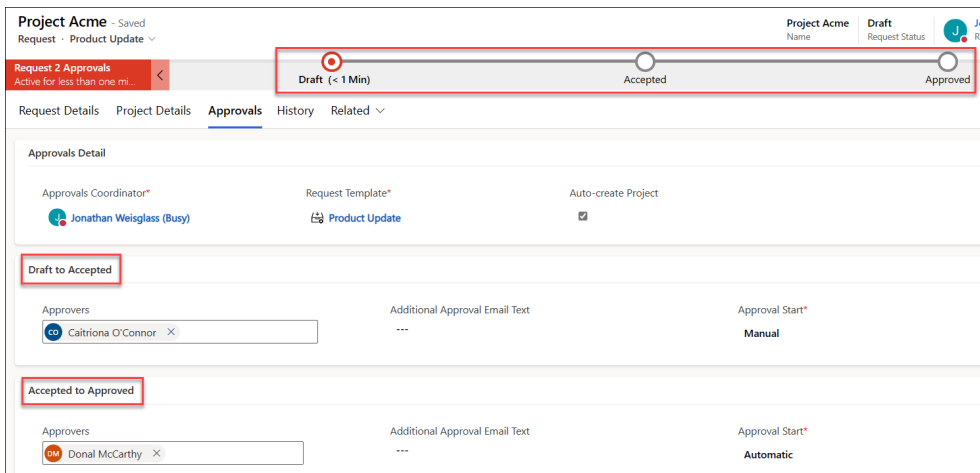 Project Acme - Saved
Request · Product Update
Project Acme
Name
Draft
Request Status
J
Request 2 Approvals
Active for less than one mi...
Draft (< 1 Min)
Accepted
Approved
Request Details Project Details Approvals History Related
Approvals Detail
Approvals Coordinator* Request Template* Auto-create Project
J Jonathan Weisglass (Busy) Product Update
Draft to Accepted
Approvers Additional Approval Email Text Approval Start*
CO Caitriona O'Connor --- Manual
Accepted to Approved
Approvers Additional Approval Email Text Approval Start*
DM Donal McCarthy --- Automatic